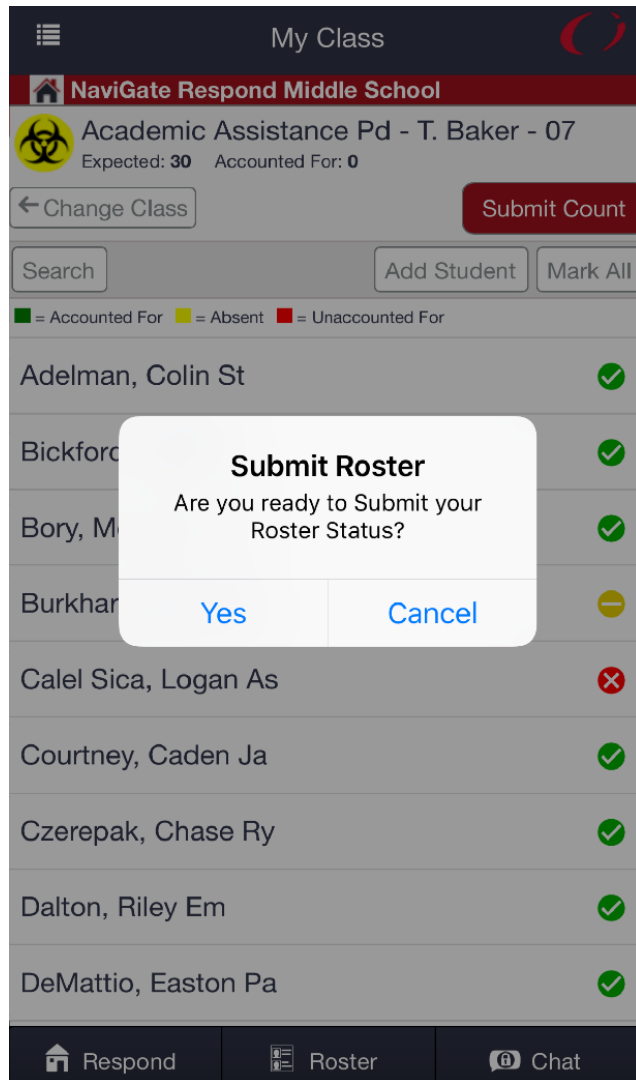 My Class
NaviGate Respond Middle School
Academic Assistance Pd - T. Baker - 07
Expected: 30 Accounted For: 0
Change Class
Submit Count
Search
Add Student
Mark All
= Accounted For = Absent = Unaccounted For
Adelman, Colin St
Submit Roster
Are you ready to Submit your
Roster Status?
Yes
Cancel
Bory,
Calel Sica, Logan As
Courtney, Caden Ja
Czerepak, Chase Ry
Dalton, Riley Em
DeMattio, Easton Pa
Respond
Roster
Chat